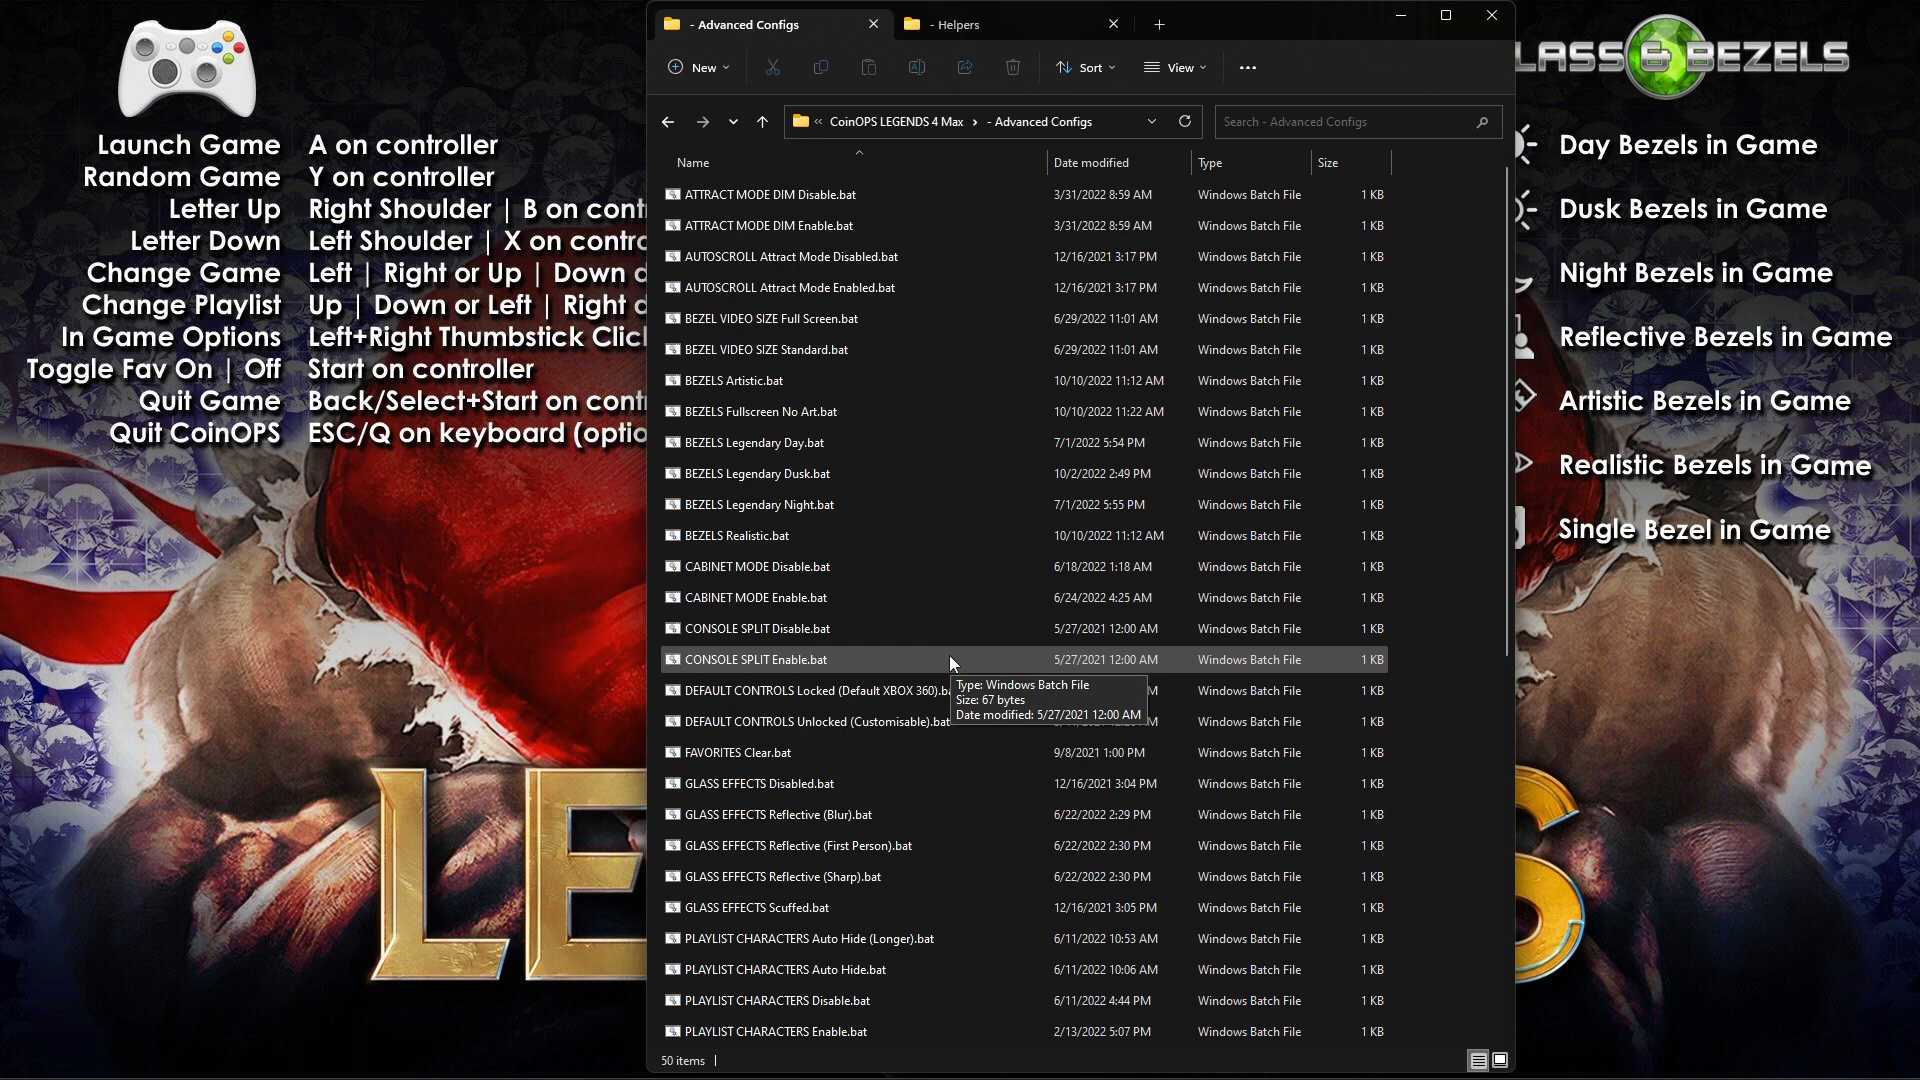 - Advanced Configs
- Helpers
New
Sort
View
CoinOPS LEGENDS 4 Max > - Advanced Configs
Search - Advanced Configs
Name Date modified Type Size
ATTRACT MODE DIM Disable.bat 3/31/2022 8:59 AM Windows Batch File 1 KB
ATTRACT MODE DIM Enable.bat 3/31/2022 8:59 AM Windows Batch File 1 KB
AUTOSCROLL Attract Mode Disabled.bat 12/16/2021 3:17 PM Windows Batch File 1 KB
AUTOSCROLL Attract Mode Enabled.bat 12/16/2021 3:17 PM Windows Batch File 1 KB
BEZEL VIDEO SIZE Full Screen.bat 6/29/2022 11:01 AM Windows Batch File 1 KB
BEZEL VIDEO SIZE Standard.bat 6/29/2022 11:01 AM Windows Batch File 1 KB
BEZELS Artistic.bat 10/10/2022 11:12 AM Windows Batch File 1 KB
BEZELS Fullscreen No Art.bat 10/10/2022 11:22 AM Windows Batch File 1 KB
BEZELS Legendary Day.bat 7/1/2022 5:54 PM Windows Batch File 1 KB
BEZELS Legendary Dusk.bat 10/2/2022 2:49 PM Windows Batch File 1 KB
BEZELS Legendary Night.bat 7/1/2022 5:55 PM Windows Batch File 1 KB
BEZELS Realistic.bat 10/10/2022 11:12 AM Windows Batch File 1 KB
CABINET MODE Disable.bat 6/18/2022 1:18 AM Windows Batch File 1 KB
CABINET MODE Enable.bat 6/24/2022 4:25 AM Windows Batch File 1 KB
CONSOLE SPLIT Disable.bat 5/27/2021 12:00 AM Windows Batch File 1 KB
CONSOLE SPLIT Enable.bat 5/27/2021 12:00 AM Windows Batch File 1 KB
DEFAULT CONTROLS Locked (Default XBOX 360).ba Windows Batch File 1 KB
DEFAULT CONTROLS Unlocked (Customisable).bat Windows Batch File 1 KB
Type: Windows Batch File
Size: 67 bytes
Date modified: 5/27/2021 12:00 AM
FAVORITES Clear.bat 9/8/2021 1:00 PM Windows Batch File 1 KB
GLASS EFFECTS Disabled.bat 12/16/2021 3:04 PM Windows Batch File 1 KB
GLASS EFFECTS Reflective (Blur).bat 6/22/2022 2:29 PM Windows Batch File 1 KB
GLASS EFFECTS Reflective (First Person).bat 6/22/2022 2:30 PM Windows Batch File 1 KB
GLASS EFFECTS Reflective (Sharp).bat 6/22/2022 2:30 PM Windows Batch File 1 KB
GLASS EFFECTS Scuffed.bat 12/16/2021 3:05 PM Windows Batch File 1 KB
PLAYLIST CHARACTERS Auto Hide (Longer).bat 6/11/2022 10:53 AM Windows Batch File 1 KB
PLAYLIST CHARACTERS Auto Hide.bat 6/11/2022 10:06 AM Windows Batch File 1 KB
PLAYLIST CHARACTERS Disable.bat 6/11/2022 4:44 PM Windows Batch File 1 KB
PLAYLIST CHARACTERS Enable.bat 2/13/2022 5:07 PM Windows Batch File 1 KB
50 items
Launch Game A on controller
Random Game Y on controller
Letter Up Right Shoulder | B on cont
Letter Down Left Shoulder | X on contro
Change Game Left | Right or Up | Down d
Change Playlist Up | Down or Left | Right d
In Game Options Left+Right Thumbstick Clic
Toggle Fav On | Off Start on controller
Quit Game Back/Select+Start on cont
Quit CoinOPS ESC/Q on keyboard (optio
LE
LASS & BEZELS
Day Bezels in Game
Dusk Bezels in Game
Night Bezels in Game
Reflective Bezels in Game
Artistic Bezels in Game
Realistic Bezels in Game
Single Bezel in Game
S